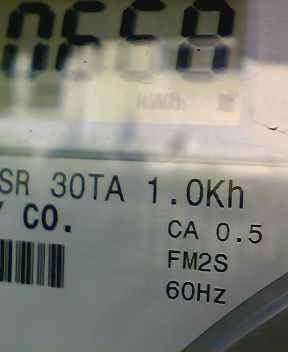 kWh
SR 30TA 1.0Kh
Y CO.
CA 0.5
FM2S
60Hz